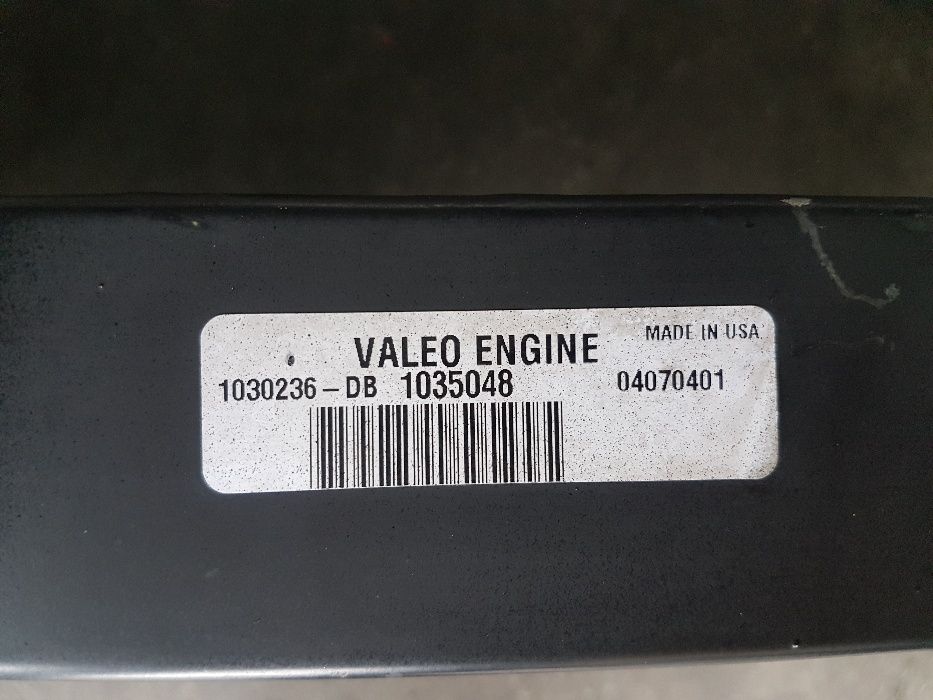 VALEO ENGINE MADE IN USA
1030236-DB 1035048 04070401